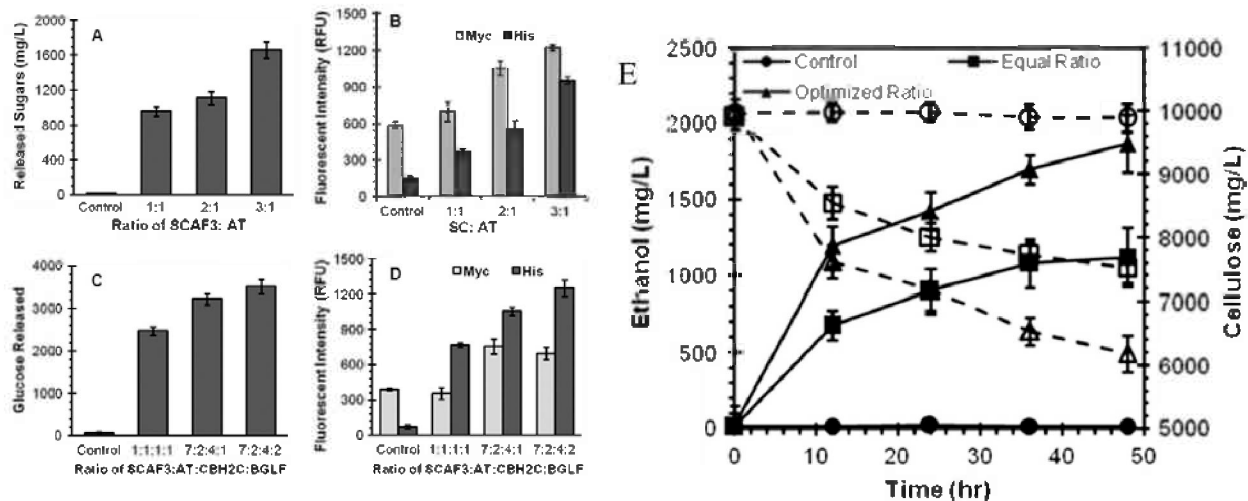 A
Released Sugars (mg/L)
2000
1600
1200
800
400
0
Control 1:1 2:1 3:1
Ratio of SCAF3: AT
B
Myc His
Fluorescent Intensity (RFU)
1500
1200
900
600
300
0
Control 1:1 2:1 3:1
SC: AT
C
Glucose Released
4000
3000
2000
1000
0
Control 1:1:1:1 7:2:4:1 7:2:4:2
Ratio of SCAF3:AT:CBH2C:BGLF
D
Myc His
Fluorescent Intensity (RFU)
1500
1200
900
600
300
0
Control 1:1:1:1 7:2:4:1 7:2:4:2
Ratio of SCAF3:AT:CBH2C:BGLF
E
Control Equal Ratio
Optimized Ratio
Ethanol (mg/L)
2500
2000
1500
1000
500
0
Cellulose (mg/L)
11000
10000
9000
8000
7000
6000
5000
0 10 20 30 40 50
Time (hr)